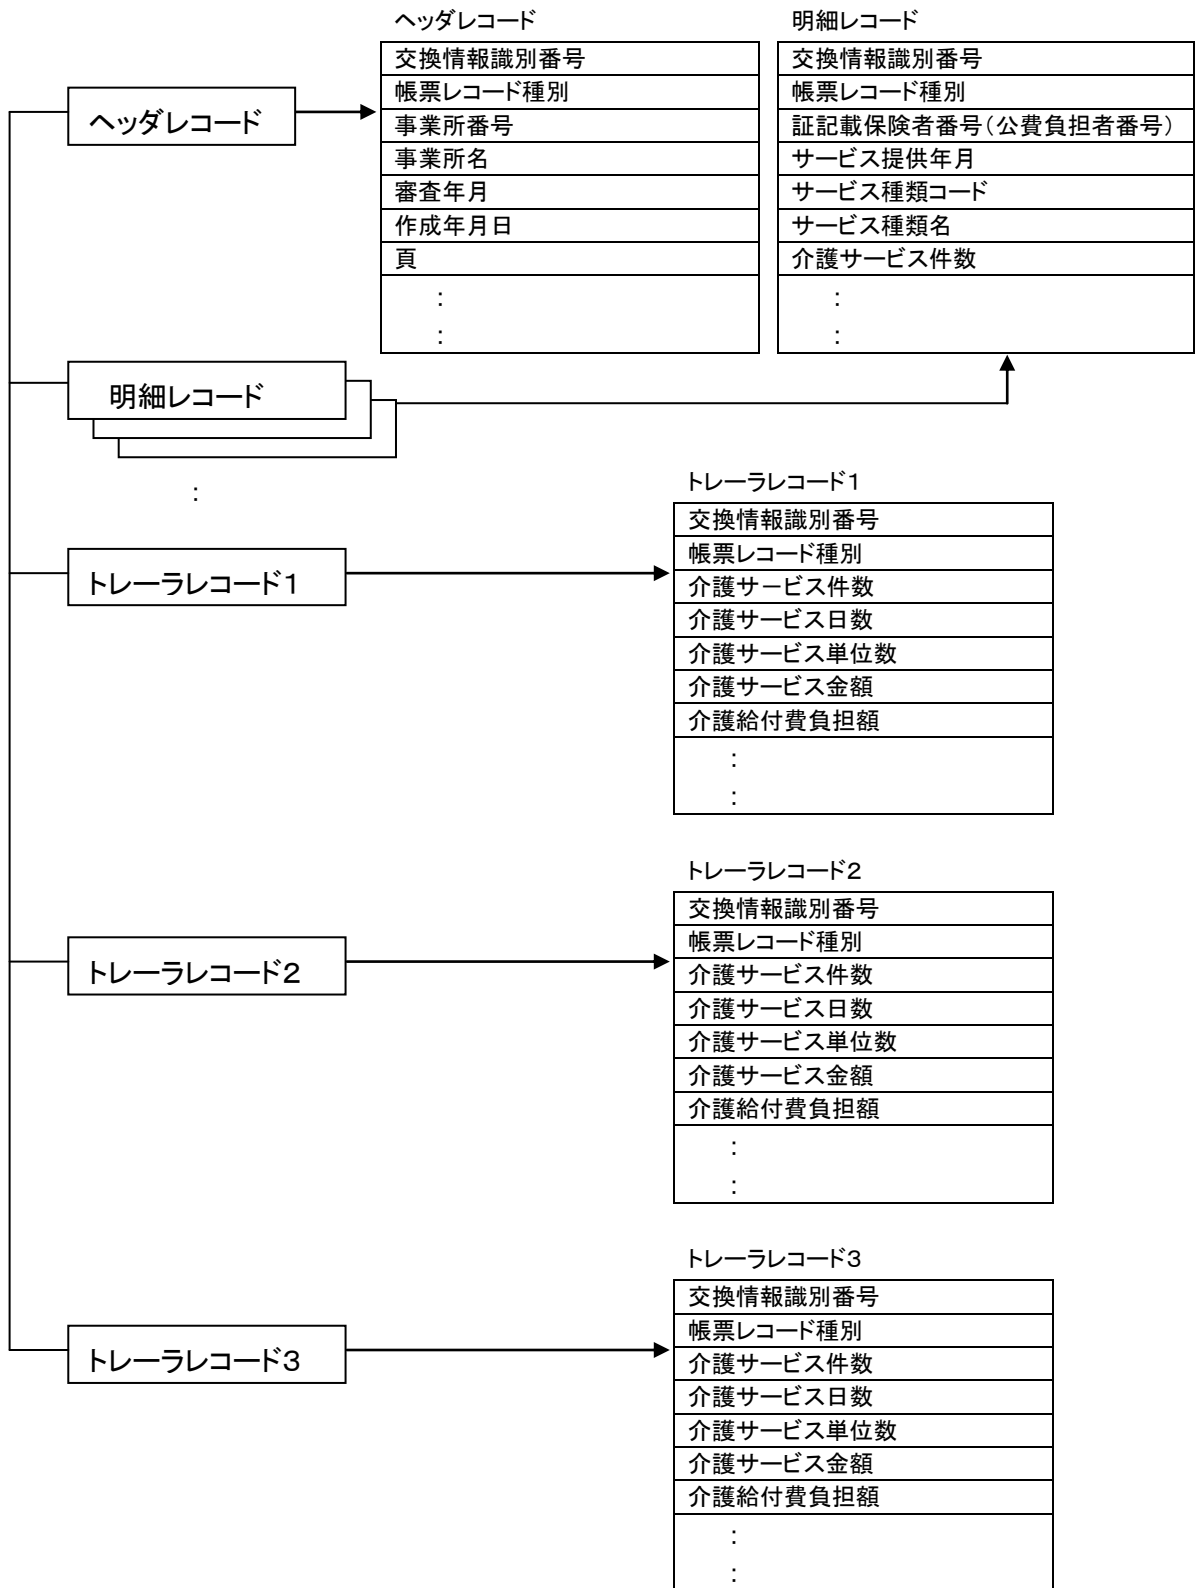 ヘッダレコード
ヘッダレコード
交換情報識別番号
帳票レコード種別
事業所番号
事業所名
審査年月
作成年月日
頁
:
:
明細レコード
交換情報識別番号
帳票レコード種別
証記載保険者番号(公費負担者番号)
サービス提供年月
サービス種類コード
サービス種類名
介護サービス件数
:
:
明細レコード
:
トレーラレコード1
トレーラレコード1
交換情報識別番号
帳票レコード種別
介護サービス件数
介護サービス日数
介護サービス単位数
介護サービス金額
介護給付費負担額
:
:
トレーラレコード2
トレーラレコード2
交換情報識別番号
帳票レコード種別
介護サービス件数
介護サービス日数
介護サービス単位数
介護サービス金額
介護給付費負担額
:
:
トレーラレコード3
トレーラレコード3
交換情報識別番号
帳票レコード種別
介護サービス件数
介護サービス日数
介護サービス単位数
介護サービス金額
介護給付費負担額
:
: